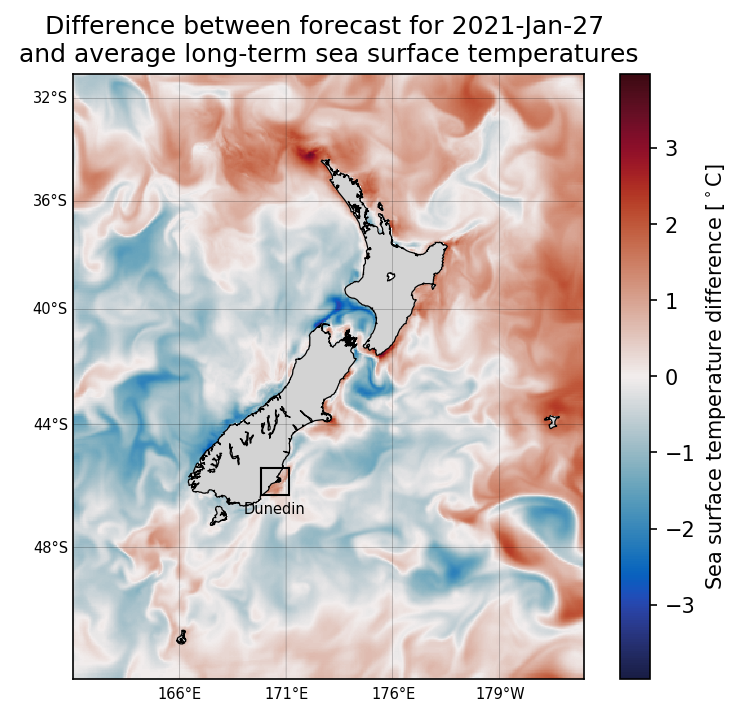 Difference between forecast for 2021-Jan-27
and average long-term sea surface temperatures
32°S
36°S
40°S
44°S
48°S
166°E
171°E
176°E
179°W
Dunedin
3
2
1
0
−1
−2
−3
Sea surface temperature difference [°C]